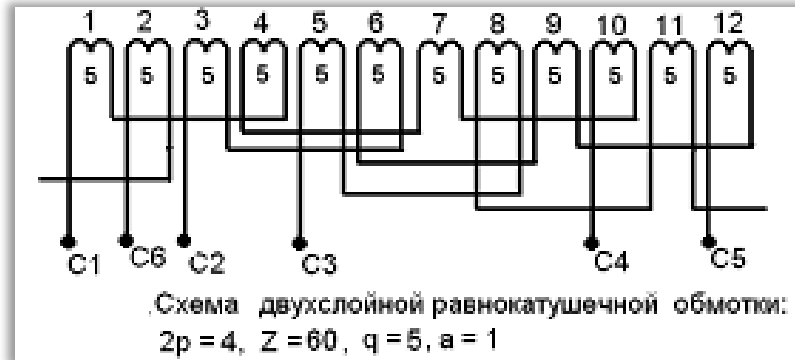 1 2 3 4 5 6 7 8 9 10 11 12
5 5 5 5 5 5 5 5 5 5 5 5
C1 C6 C2 C3 C4 C5
.Схема двухслойной равнокатушечной обмотки:
2p = 4, Z = 60, q = 5, a = 1